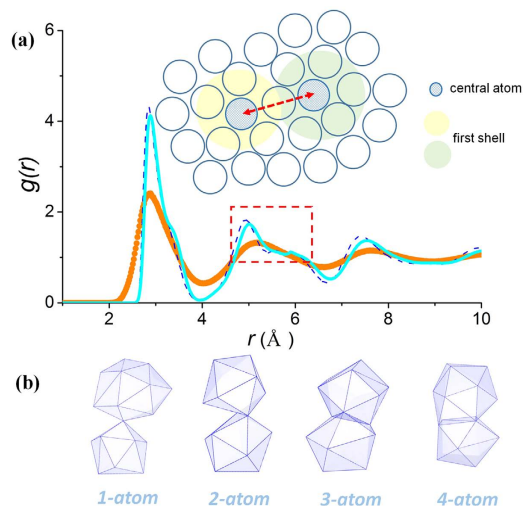 (a)
6
4
2
0
g(r)
2
4
6
8
10
r (Å)
central atom
first shell
(b)
1-atom
2-atom
3-atom
4-atom